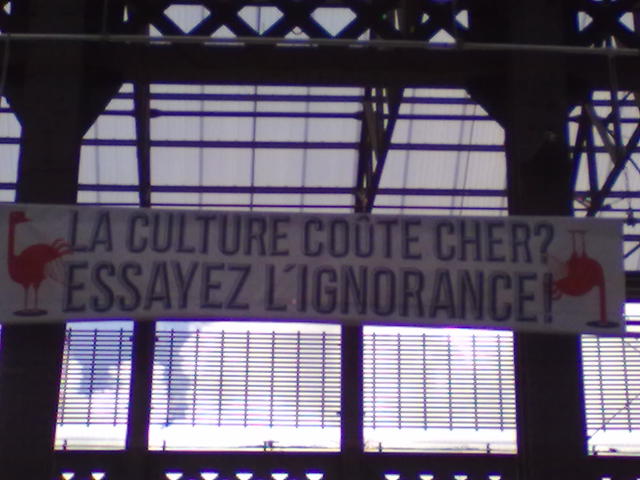 LA CULTURE COÛTE CHER?
ESSAYEZ L'IGNORANCE!